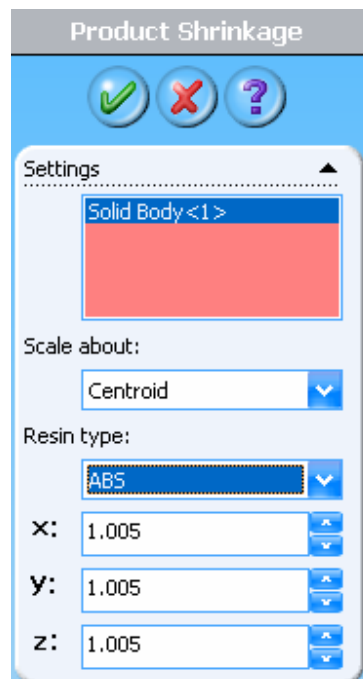 Product Shrinkage
?
Settings
Solid Body<1>
Scale about:
Centroid
Resin type:
ABS
x: 1.005
y: 1.005
z: 1.005